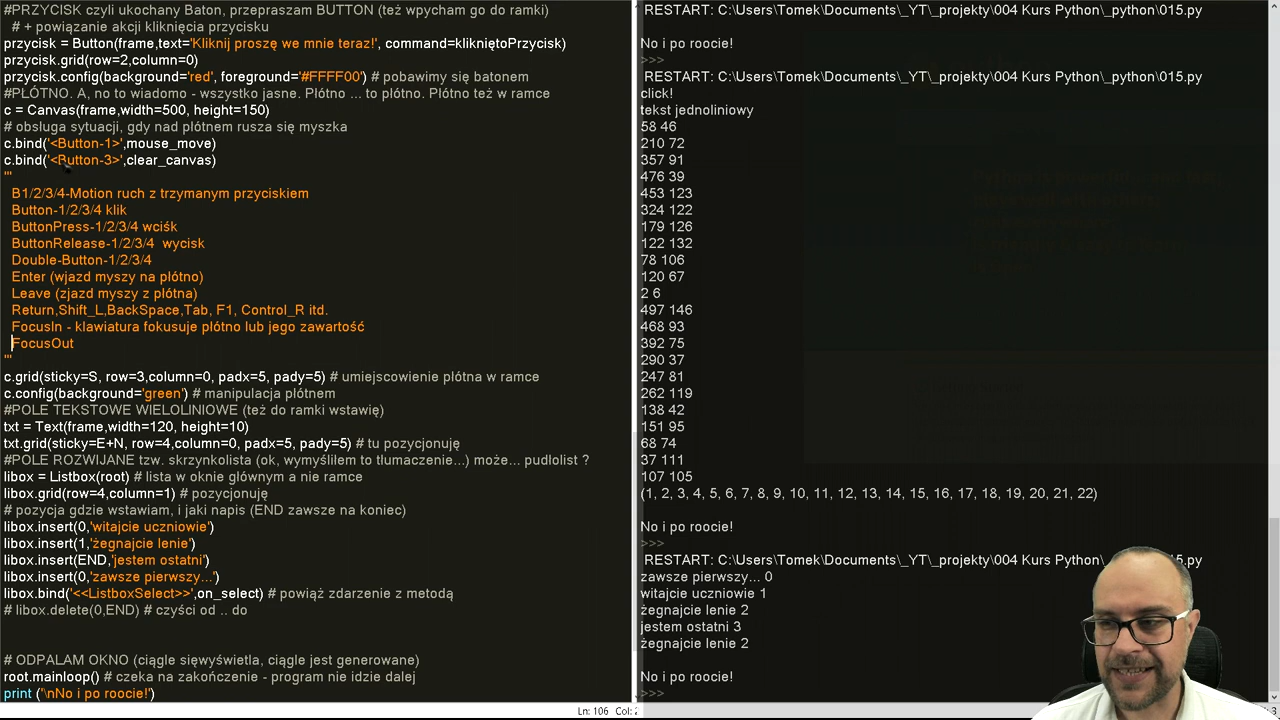 #PRZYCISK czyli ukochany Baton, przepraszam BUTTON (też wpycham go do ramki)
# + powiązanie akcji kliknięcia przycisku
przycisk = Button(frame,text='Kliknij proszę we mnie teraz!', command=klikniętoPrzycisk)
przycisk.grid(row=2,column=0)
przycisk.config(background='red', foreground='#FFFF00') # pobawimy się batonem
#PŁÓTNO. A, no to wiadomo - wszystko jasne. Płótno ... to płótno. Płótno też w ramce
c = Canvas(frame,width=500, height=150)
# obsługa sytuacji, gdy nad płótnem rusza się myszka
c.bind('<Button-1>',mouse_move)
c.bind('<Button-3>',clear_canvas)
'''
B1/2/3/4-Motion ruch z trzymanym przyciskiem
Button-1/2/3/4 klik
ButtonPress-1/2/3/4 wciśk
ButtonRelease-1/2/3/4  wycisk
Double-Button-1/2/3/4
Enter (wjazd myszy na płótno)
Leave (zjazd myszy z płótna)
Return,Shift_L,BackSpace,Tab, F1, Control_R itd.
FocusIn - klawiatura fokusuje płótno lub jego zawartość
FocusOut
'''
c.grid(sticky=S, row=3,column=0, padx=5, pady=5) # umiejscowienie płótna w ramce
c.config(background='green') # manipulacja płótnem
#POLE TEKSTOWE WIELOLINIOWE (też do ramki wstawię)
txt = Text(frame,width=120, height=10)
txt.grid(sticky=E+N, row=4,column=0, padx=5, pady=5) # tu pozycjonuję
#POLE ROZWIJANE tzw. skrzynkolista (ok, wymyśliłem to tłumaczenie...) może... pudłolist ?
libox = Listbox(root) # lista w oknie głównym a nie ramce
libox.grid(row=4,column=1) # pozycjonuję
# pozycja gdzie wstawiam, i jaki napis (END zawsze na koniec)
libox.insert(0,'witajcie uczniowie')
libox.insert(1,'żegnajcie lenie')
libox.insert(END,'jestem ostatni')
libox.insert(0,'zawsze pierwszy...')
libox.bind('<<ListboxSelect>>',on_select) # powiąż zdarzenie z metodą
# libox.delete(0,END) # czyści od .. do
# ODPALAM OKNO (ciągle sięwyświetla, ciągle jest generowane)
root.mainloop() # czeka na zakończenie - program nie idzie dalej
print ('\nNo i po roocie!')
Ln: 106 Col: 2
RESTART: C:\Users\Tomek\Documents\_YT\_projekty\004 Kurs Python\_python\015.py
No i po roocie!
>>>
RESTART: C:\Users\Tomek\Documents\_YT\_projekty\004 Kurs Python\_python\015.py
click!
tekst jednoliniowy
58 46
210 72
357 91
476 39
453 123
324 122
179 126
122 132
78 106
120 67
2 6
497 146
468 93
392 75
290 37
247 81
262 119
138 42
151 95
68 74
37 111
107 105
(1, 2, 3, 4, 5, 6, 7, 8, 9, 10, 11, 12, 13, 14, 15, 16, 17, 18, 19, 20, 21, 22)
No i po roocie!
>>>
RESTART: C:\Users\Tomek\Documents\_YT\_projekty\004 Kurs Python\_python\015.py
zawsze pierwszy... 0
witajcie uczniowie 1
żegnajcie lenie 2
jestem ostatni 3
żegnajcie lenie 2
No i po roocie!
>>>